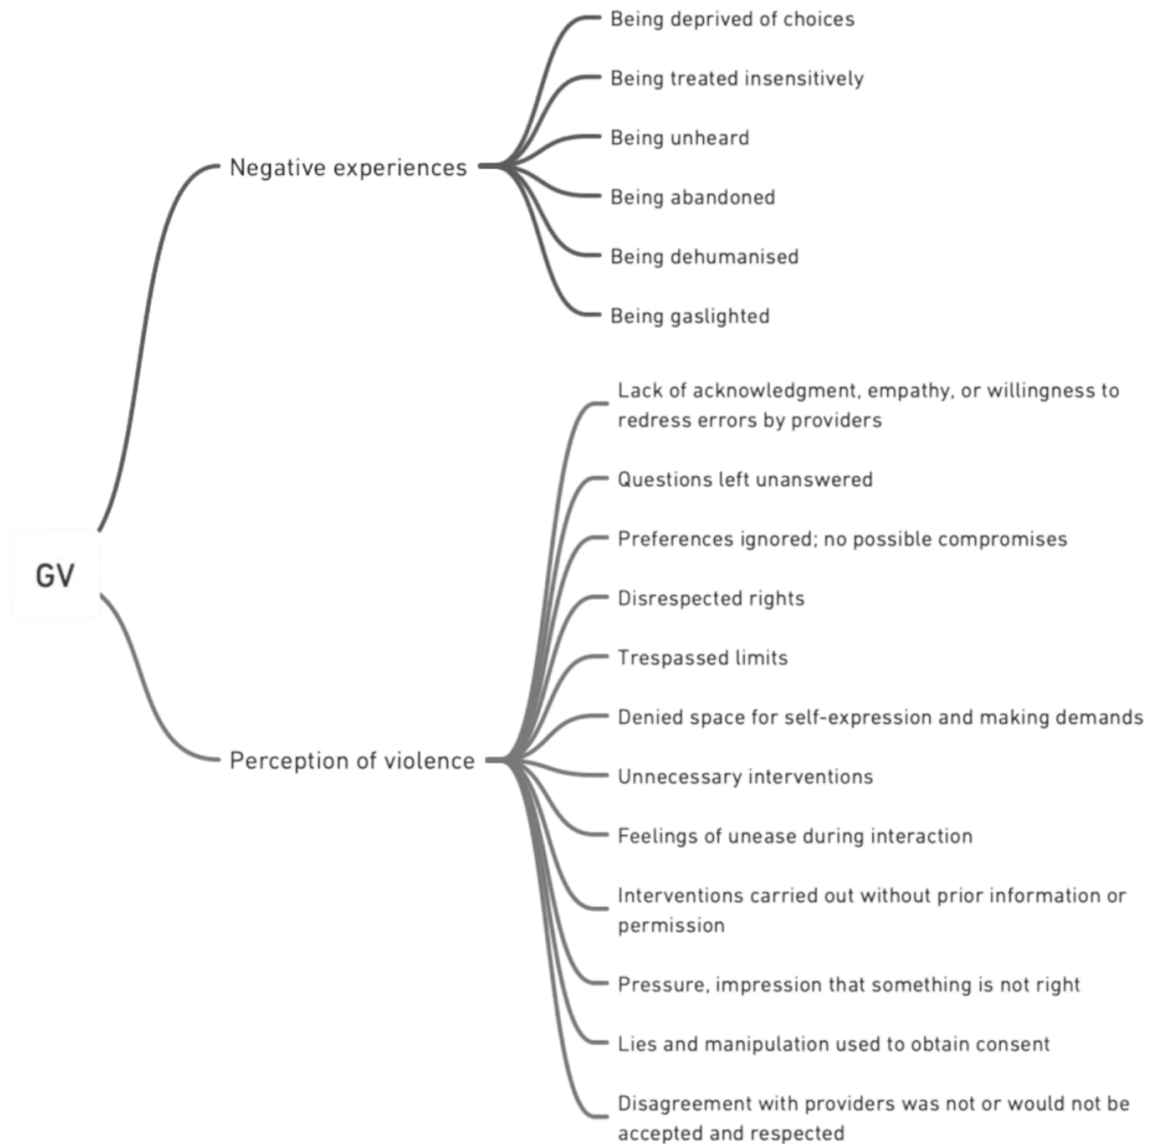 Being deprived of choices
Being treated insensitively
Being unheard
Negative experiences
Being abandoned
Being dehumanised
Being gaslighted
Lack of acknowledgment, empathy, or willingness to
redress errors by providers
Questions left unanswered
Preferences ignored; no possible compromises
GV
Disrespected rights
Trespassed limits
Denied space for self-expression and making demands
Perception of violence
Unnecessary interventions
Feelings of unease during interaction
Interventions carried out without prior information or
permission
Pressure, impression that something is not right
Lies and manipulation used to obtain consent
Disagreement with providers was not or would not be
accepted and respected